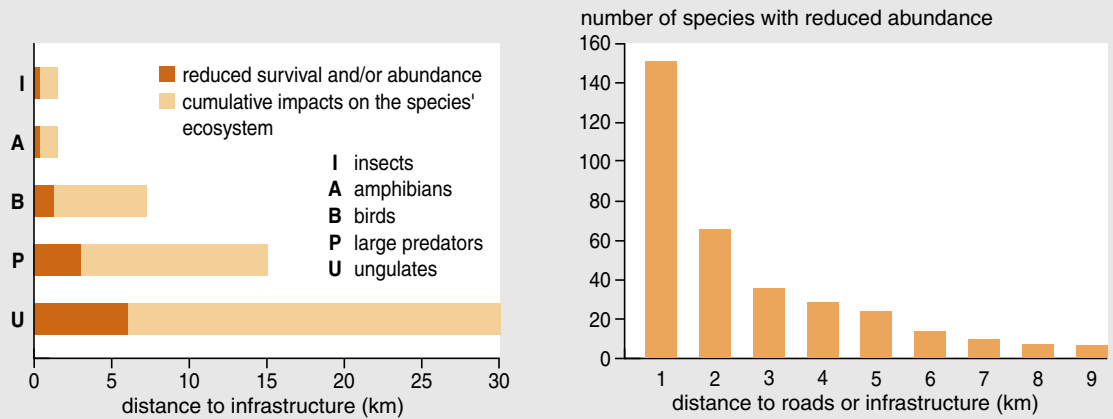 I
A
B
P
U
reduced survival and/or abundance
cumulative impacts on the species'
ecosystem
I insects
A amphibians
B birds
P large predators
U ungulates
0 5 10 15 20 25 30
distance to infrastructure (km)
number of species with reduced abundance
160
140
120
100
80
60
40
20
0
1 2 3 4 5 6 7 8 9
distance to roads or infrastructure (km)